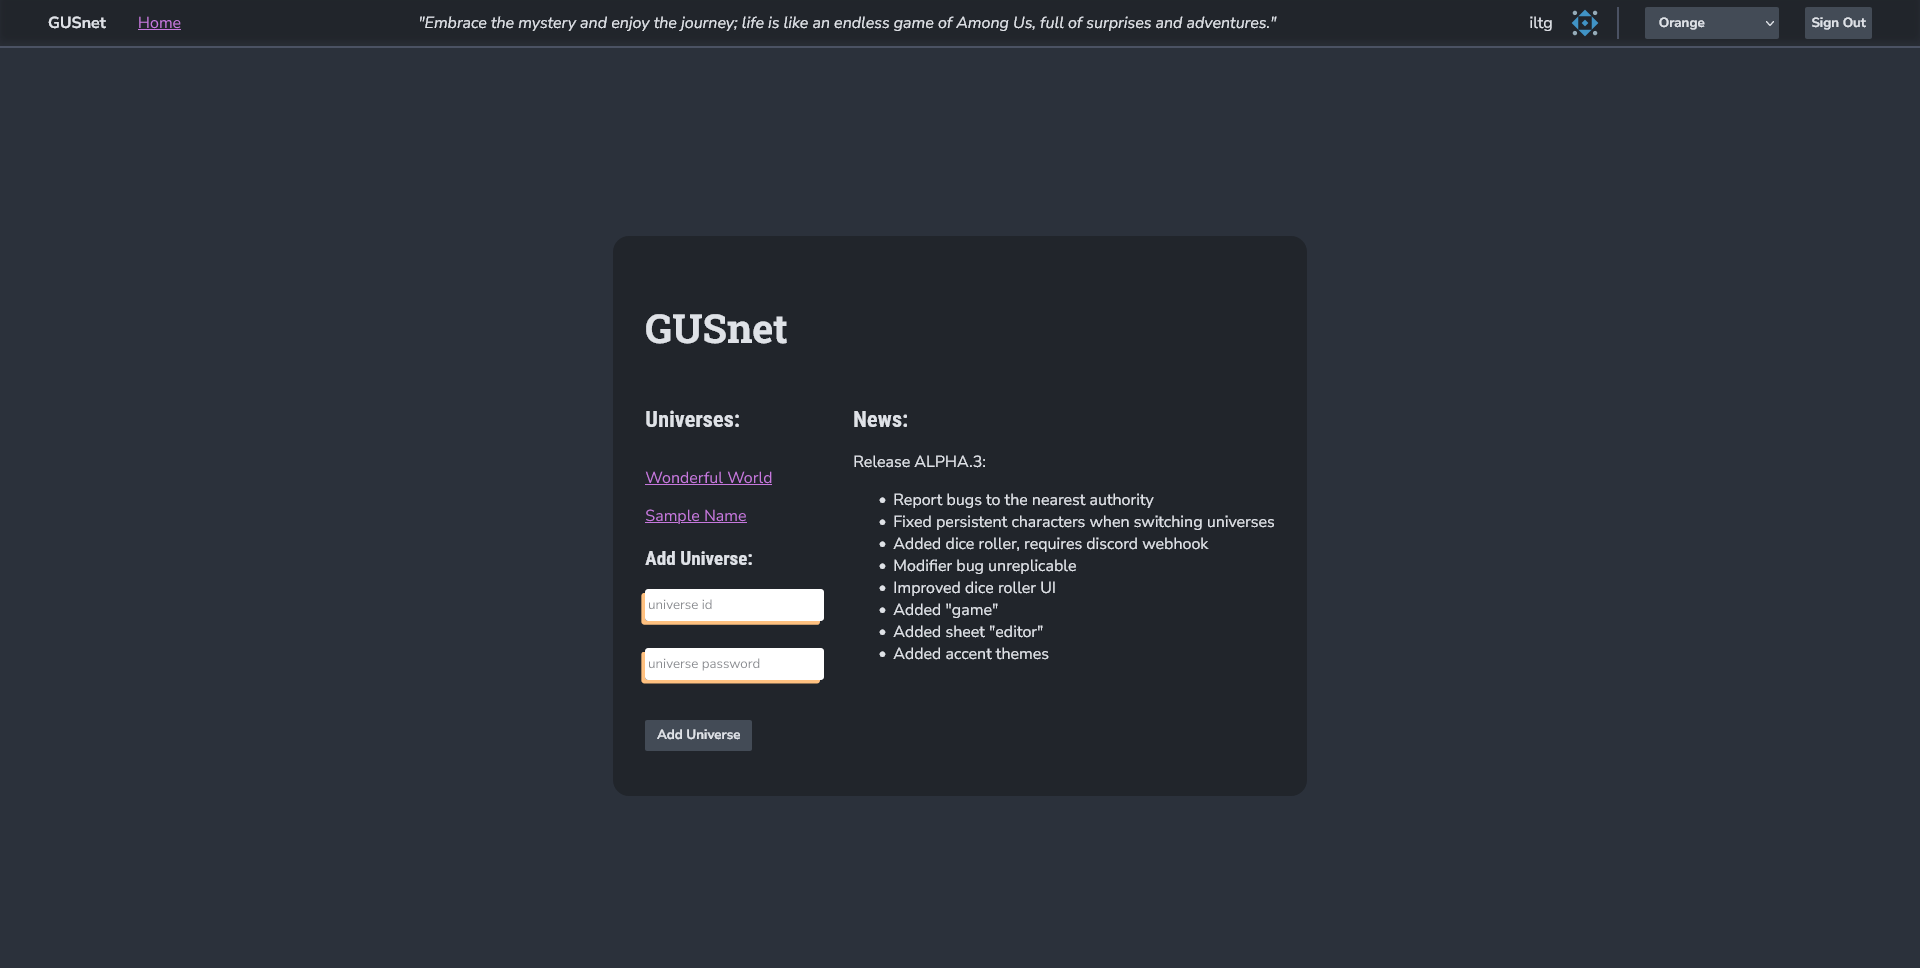 GUSnet
Home
"Embrace the mystery and enjoy the journey; life is like an endless game of Among Us, full of surprises and adventures."
iltg
Orange
Sign Out
GUSnet
Universes:
Wonderful World
Sample Name
Add Universe:
universe id
universe password
Add Universe
News:
Release ALPHA.3:
• Report bugs to the nearest authority
• Fixed persistent characters when switching universes
• Added dice roller, requires discord webhook
• Modifier bug unreplicable
• Improved dice roller UI
• Added "game"
• Added sheet "editor"
• Added accent themes